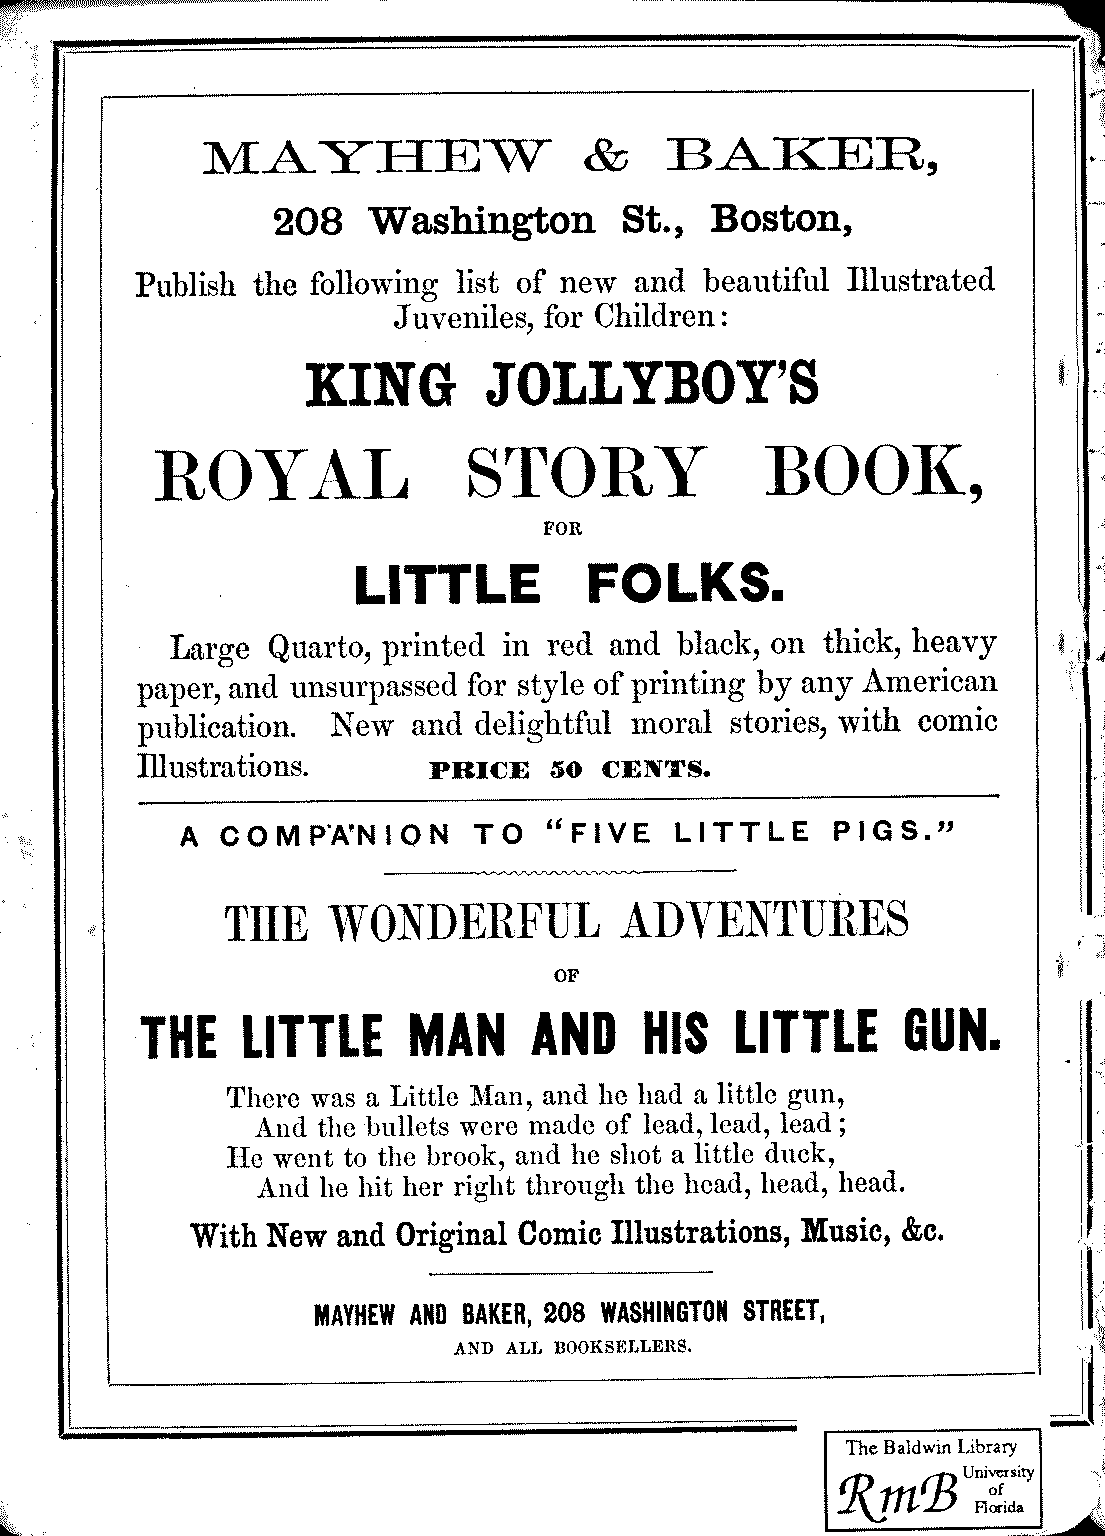 MAYHEW & BAKER,
208 Washington St., Boston,
Publish the following list of new and beautiful Illustrated
Juveniles, for Children:
KING JOLLYBOY'S
ROYAL STORY BOOK,
FOR
LITTLE FOLKS.
Large Quarto, printed in red and black, on thick, heavy
paper, and unsurpassed for style of printing by any American
publication. New and delightful moral stories, with comic
Illustrations. PRICE 50 CENTS.
A COMPANION TO "FIVE LITTLE PIGS."
THE WONDERFUL ADVENTURES
OF
THE LITTLE MAN AND HIS LITTLE GUN.
There was a Little Man, and he had a little gun,
And the bullets were made of lead, lead, lead;
He went to the brook, and he shot a little duck,
And he hit her right through the head, head, head.
With New and Original Comic Illustrations, Music, &c.
MAYHEW AND BAKER, 208 WASHINGTON STREET,
AND ALL BOOKSELLERS.
The Baldwin Library
RmB University
of
Florida